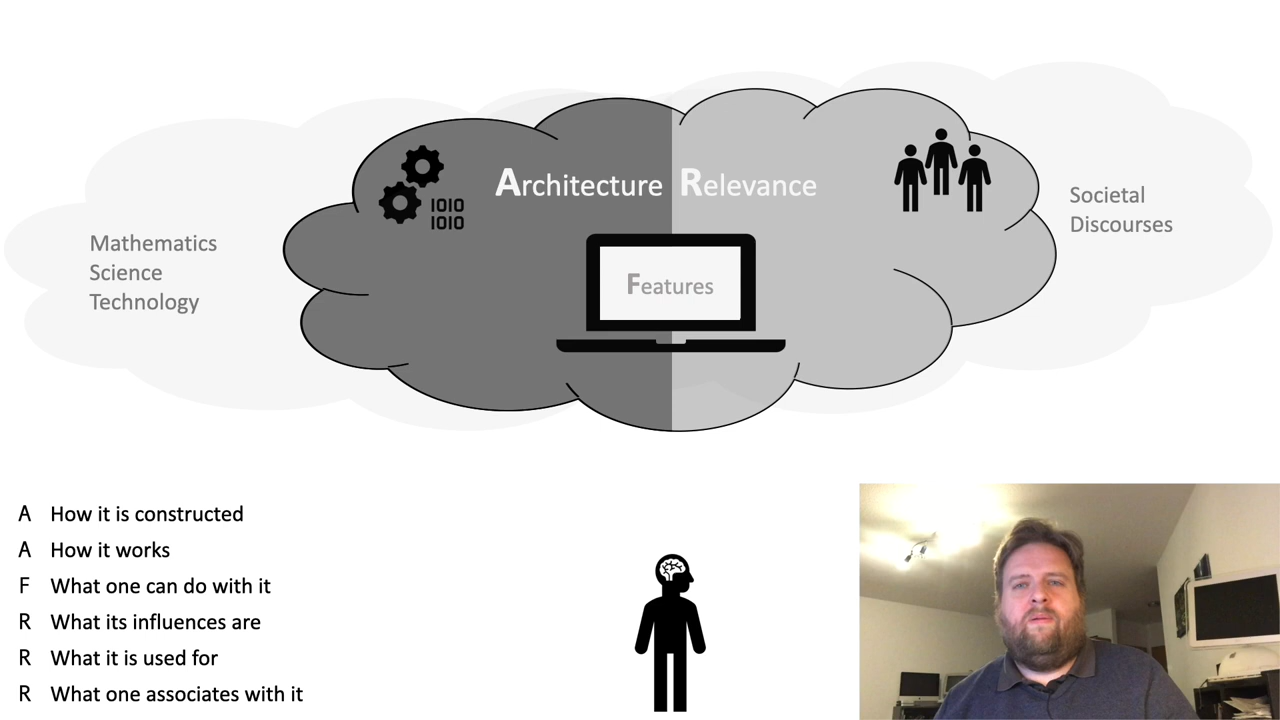 Architecture Relevance
1010
1010
Features
Mathematics
Science
Technology
Societal
Discourses
A How it is constructed
A How it works
F What one can do with it
R What its influences are
R What it is used for
R What one associates with it